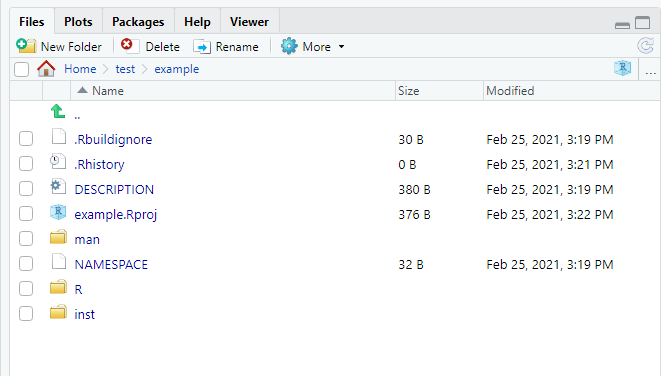 Files Plots Packages Help Viewer
New Folder Delete Rename More
Home test example R ...
Name Size Modified
..
.Rbuildignore 30 B Feb 25, 2021, 3:19 PM
.Rhistory 0 B Feb 25, 2021, 3:21 PM
DESCRIPTION 380 B Feb 25, 2021, 3:19 PM
R example.Rproj 376 B Feb 25, 2021, 3:22 PM
man
NAMESPACE 32 B Feb 25, 2021, 3:19 PM
R
inst